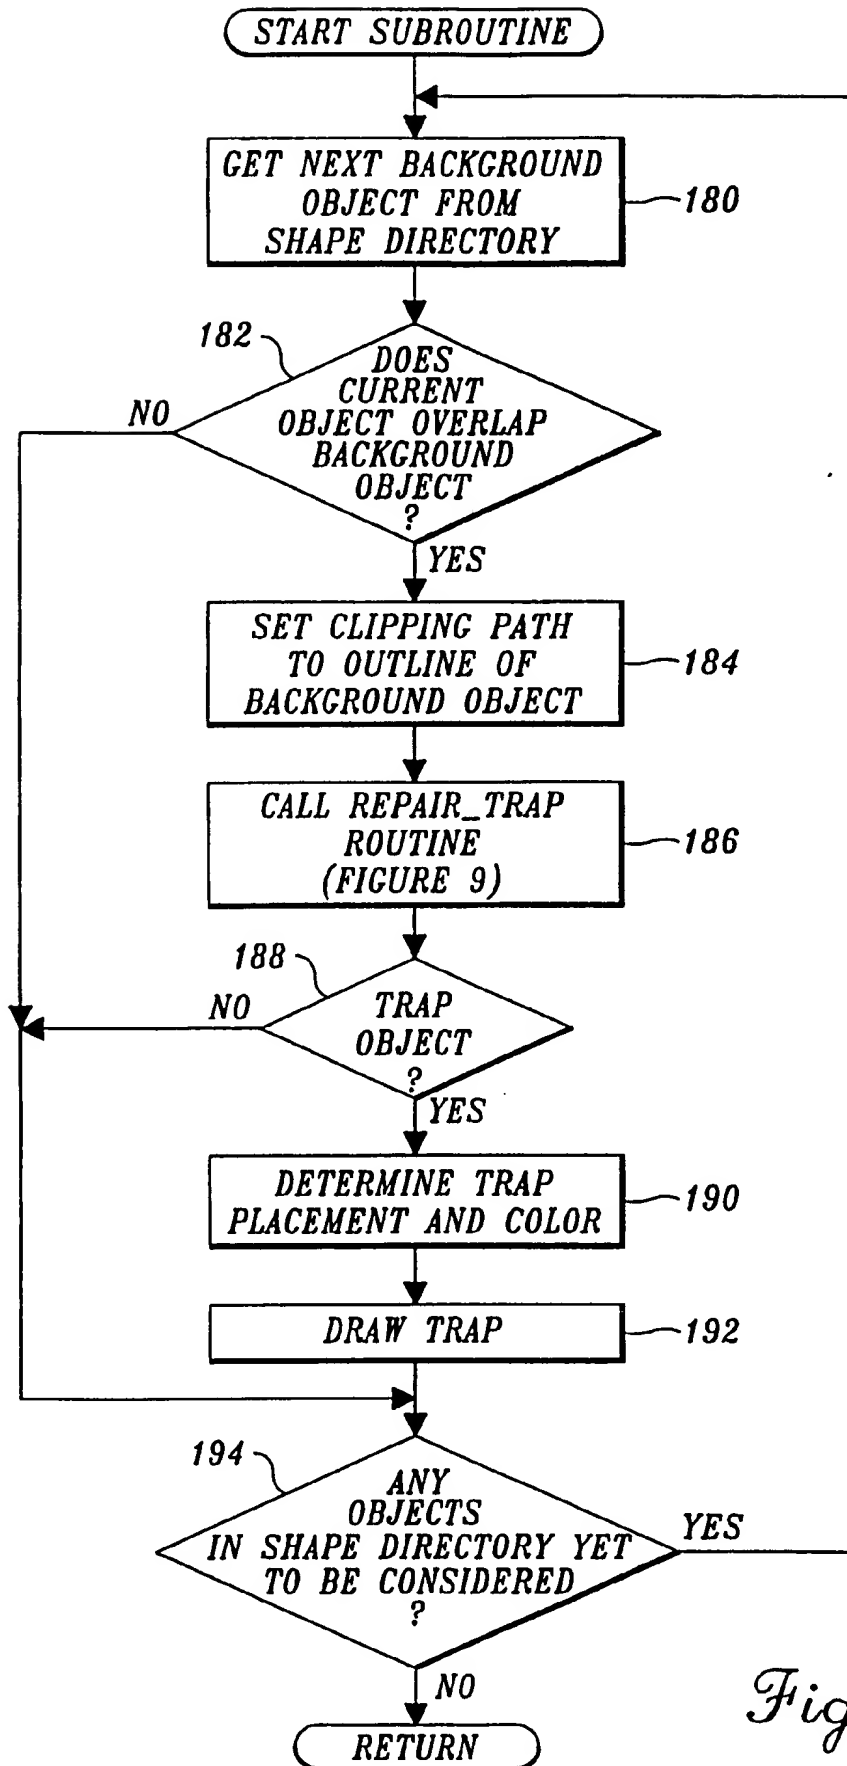 START SUBROUTINE
GET NEXT BACKGROUND
OBJECT FROM
SHAPE DIRECTORY
180
182
DOES
CURRENT
OBJECT OVERLAP
BACKGROUND
OBJECT
?
NO
YES
SET CLIPPING PATH
TO OUTLINE OF
BACKGROUND OBJECT
184
CALL REPAIR_TRAP
ROUTINE
(FIGURE 9)
186
188
NO
TRAP
OBJECT
?
YES
DETERMINE TRAP
PLACEMENT AND COLOR
190
DRAW TRAP
192
194
ANY
OBJECTS
IN SHAPE DIRECTORY YET
TO BE CONSIDERED
?
YES
NO
Fig
RETURN